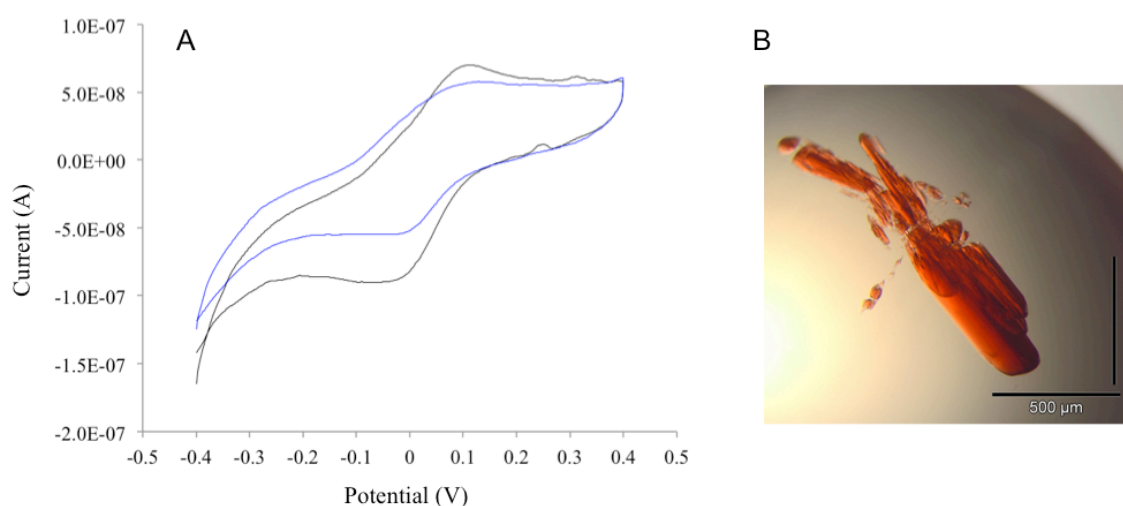 A
B
1.0E-07
5.0E-08
0.0E+00
-5.0E-08
-1.0E-07
-1.5E-07
-2.0E-07
Current (A)
-0.5 -0.4 -0.3 -0.2 -0.1 0 0.1 0.2 0.3 0.4 0.5
Potential (V)
500 µm